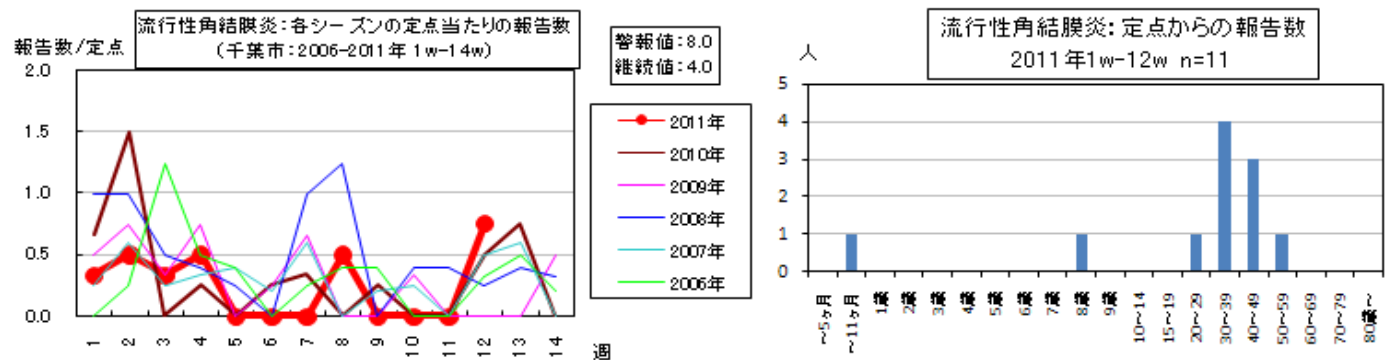 流行性角結膜炎：各シーズンの定点当たりの報告数
（千葉市：2006-2011年 1w-14w）
報告数/定点
2.0
1.5
1.0
0.5
0.0
1 2 3 4 5 6 7 8 9 10 11 12 13 14
週
警報値：8.0
継続値：4.0
2011年
2010年
2009年
2008年
2007年
2006年
流行性角結膜炎：定点からの報告数
2011年1w-12w n=11
人
5
4
3
2
1
0
～5ヶ月 ～11ヶ月 1歳 2歳 3歳 4歳 5歳 6歳 7歳 8歳 9歳 10～14 15～19 20～29 30～39 40～49 50～59 60～69 70～79 80歳～